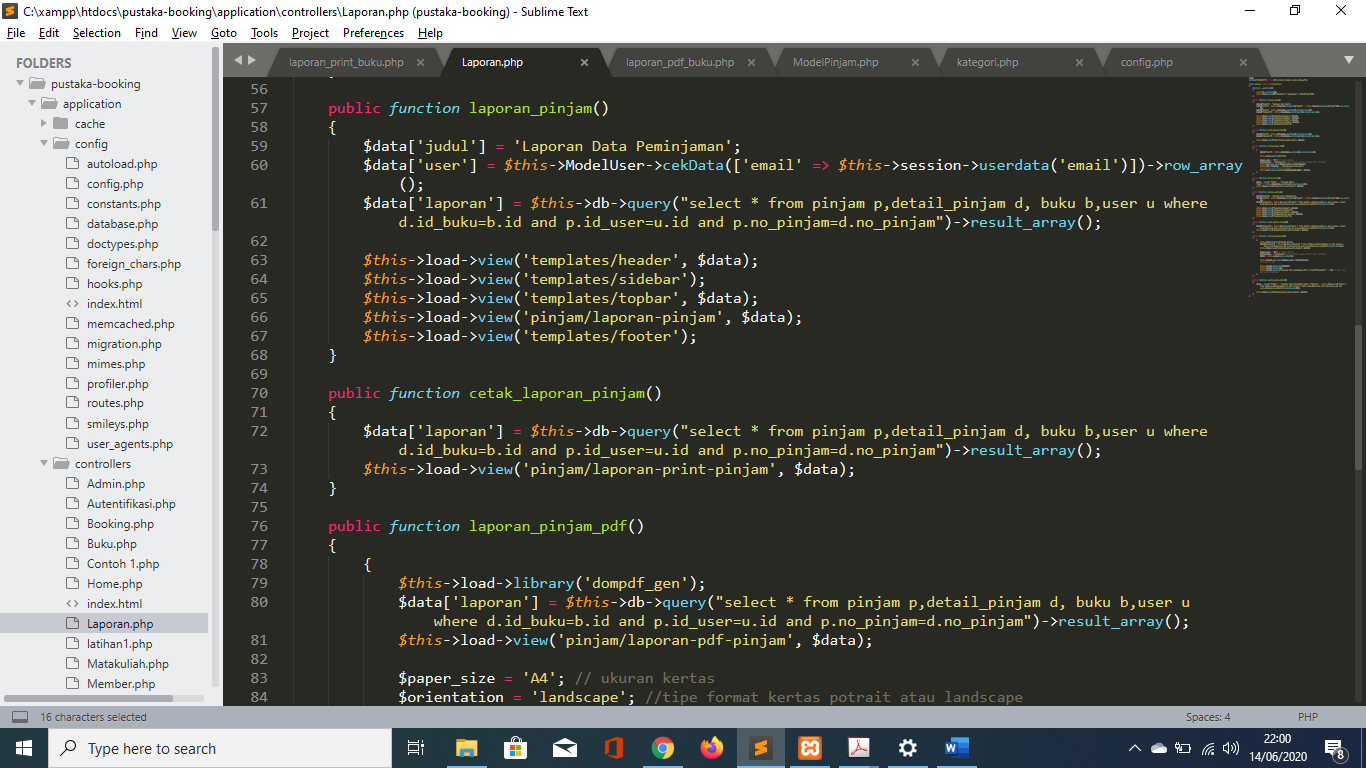 C:\xampp\htdocs\pustaka-booking\application\controllers\Laporan.php (pustaka-booking) - Sublime Text
File Edit Selection Find View Goto Tools Project Preferences Help
FOLDERS
pustaka-booking
application
cache
config
autoload.php
config.php
constants.php
database.php
doctypes.php
foreign_chars.php
hooks.php
index.html
memcached.php
migration.php
mimes.php
profiler.php
routes.php
smileys.php
user_agents.php
controllers
Admin.php
Autentifikasi.php
Booking.php
Buku.php
Contoh 1.php
Home.php
index.html
Laporan.php
latihan1.php
Matakuliah.php
Member.php
laporan_print_buku.php Laporan.php laporan_pdf_buku.php ModelPinjam.php kategori.php config.php
56
57 public function laporan_pinjam()
58 {
59 $data['judul'] = 'Laporan Data Peminjaman';
60 $data['user'] = $this->ModelUser->cekData(['email' => $this->session->userdata('email')])->row_array
();
61 $data['laporan'] = $this->db->query("select * from pinjam p,detail_pinjam d, buku b,user u where
d.id_buku=b.id and p.id_user=u.id and p.no_pinjam=d.no_pinjam")->result_array();
62
63 $this->load->view('templates/header', $data);
64 $this->load->view('templates/sidebar');
65 $this->load->view('templates/topbar', $data);
66 $this->load->view('pinjam/laporan-pinjam', $data);
67 $this->load->view('templates/footer');
68 }
69
70 public function cetak_laporan_pinjam()
71 {
72 $data['laporan'] = $this->db->query("select * from pinjam p,detail_pinjam d, buku b,user u where
d.id_buku=b.id and p.id_user=u.id and p.no_pinjam=d.no_pinjam")->result_array();
73 $this->load->view('pinjam/laporan-print-pinjam', $data);
74 }
75
76 public function laporan_pinjam_pdf()
77 {
78 {
79 $this->load->library('dompdf_gen');
80 $data['laporan'] = $this->db->query("select * from pinjam p,detail_pinjam d, buku b,user u
where d.id_buku=b.id and p.id_user=u.id and p.no_pinjam=d.no_pinjam")->result_array();
81 $this->load->view('pinjam/laporan-pdf-pinjam', $data);
82
83 $paper_size = 'A4'; // ukuran kertas
84 $orientation = 'landscape'; //tipe format kertas potrait atau landscape
16 characters selected Spaces: 4 PHP
Type here to search
22:00
14/06/2020
8